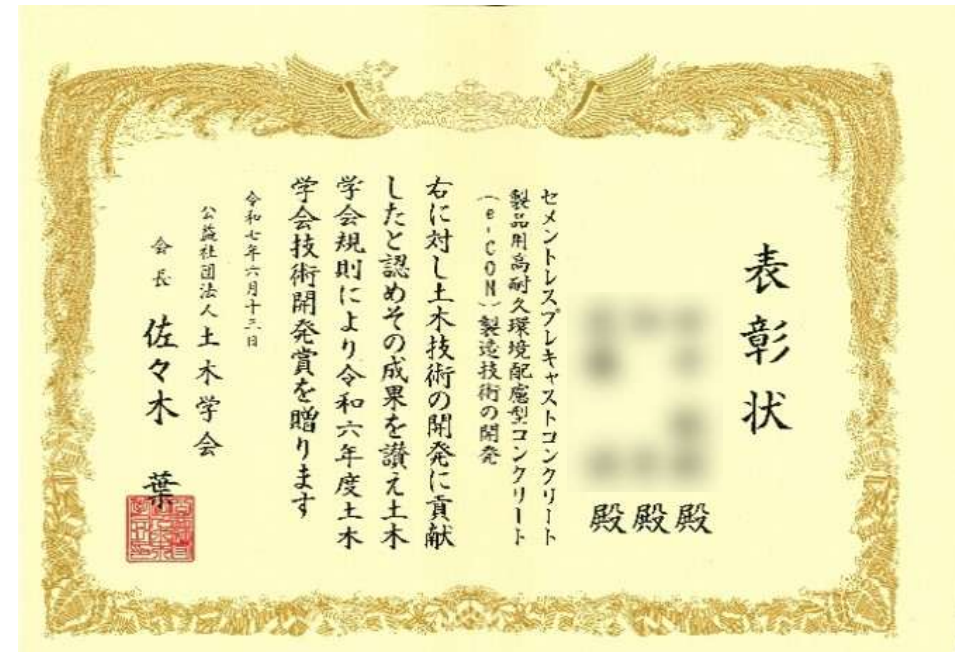 表彰状
殿
殿
殿
セメントレスプレキャストコンクリート
製品用高耐久環境配慮型コンクリート
（e-CON）製造技術の開発
右に対し土木技術の開発に貢献
したと認めその成果を讃え土木
学会規則により令和六年度土木
学会技術開発賞を贈ります
令和七年六月十三日
公益社団法人土木学会
会長 佐々木 葉